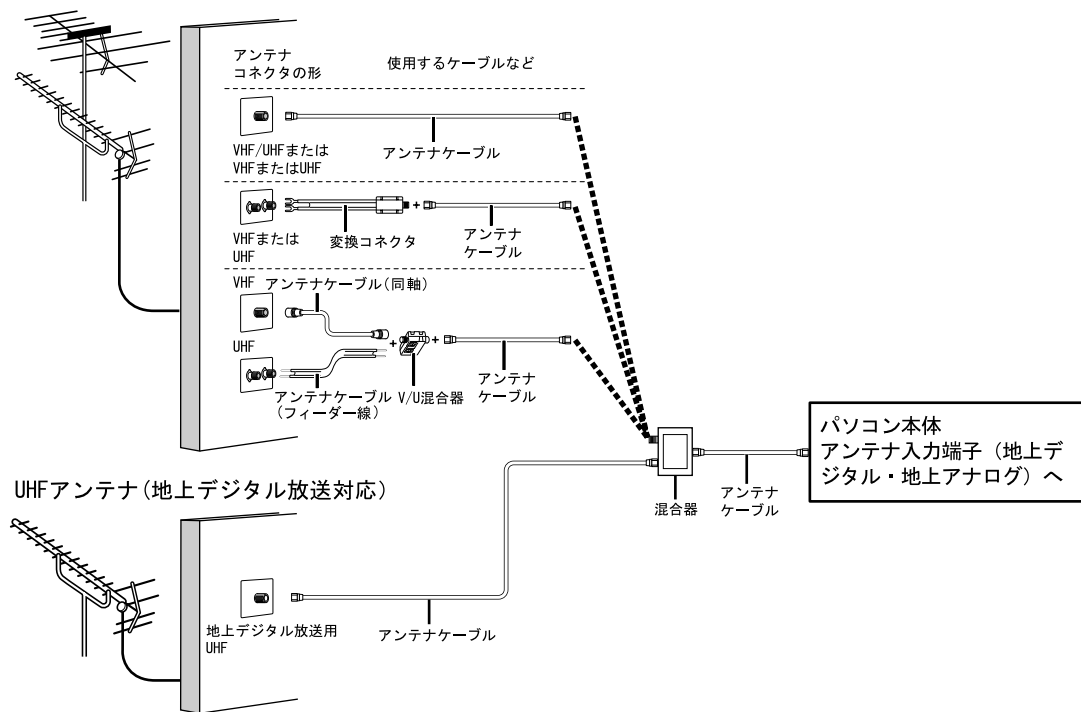 アンテナ
コネクタの形
使用するケーブルなど
アンテナケーブル
VHF/UHFまたは
VHFまたはUHF
変換コネクタ
アンテナ
ケーブル
VHFまたは
UHF
VHF
アンテナケーブル(同軸)
UHF
アンテナケーブル
(フィーダー線)
V/U混合器
アンテナ
ケーブル
混合器
アンテナ
ケーブル
パソコン本体
アンテナ入力端子（地上デ
ジタル・地上アナログ）へ
UHFアンテナ(地上デジタル放送対応)
地上デジタル放送用
UHF
アンテナケーブル